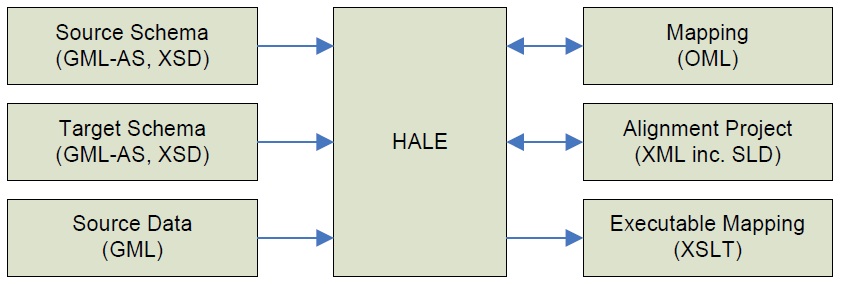 Source Schema
(GML-AS, XSD)
Target Schema
(GML-AS, XSD)
Source Data
(GML)
HALE
Mapping
(OML)
Alignment Project
(XML inc. SLD)
Executable Mapping
(XSLT)